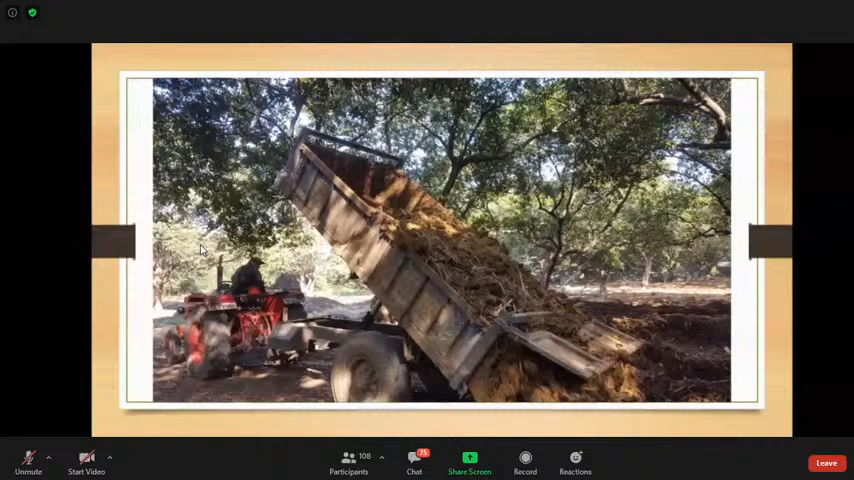 Unmute
Start Video
108
Participants
75
Chat
Share Screen
Record
Reactions
Leave